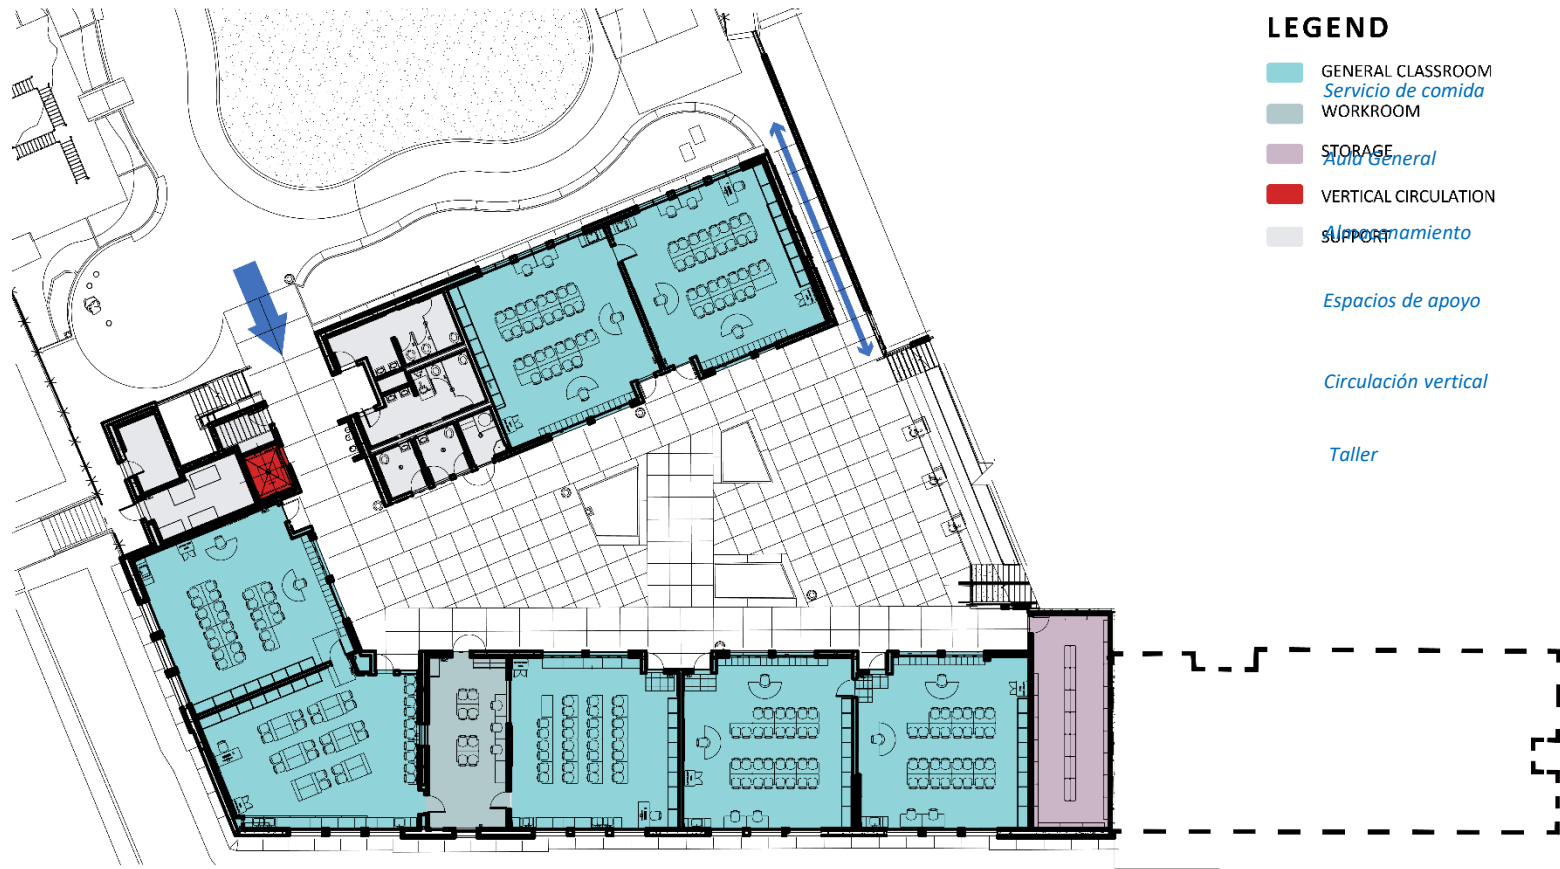 LEGEND
GENERAL CLASSROOM
Servicio de comida
WORKROOM
STORAGE
Aula General
VERTICAL CIRCULATION
SUPPORT
Almacenamiento
Espacios de apoyo
Circulación vertical
Taller